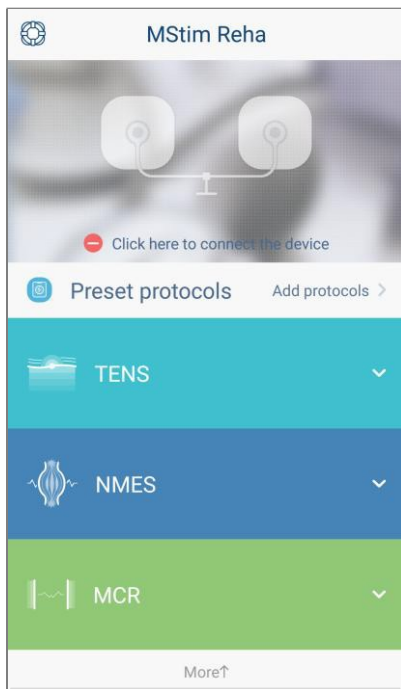 MStim Reha
Click here to connect the device
Preset protocols
Add protocols >
TENS
NMES
MCR
More↑